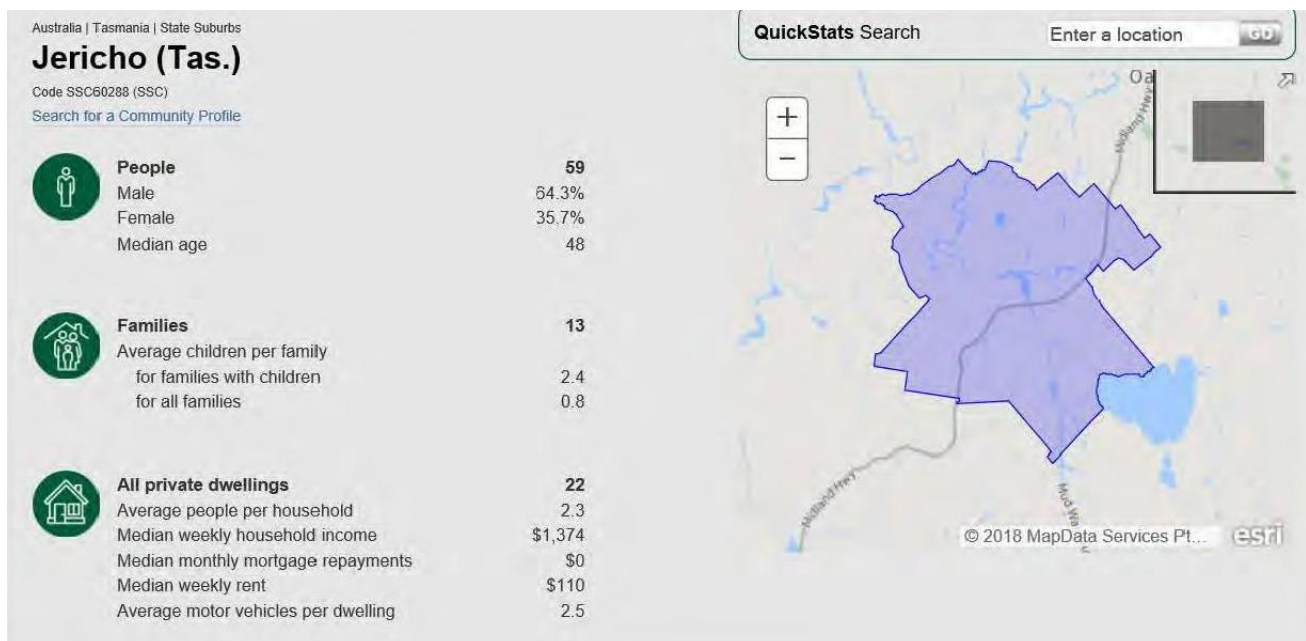 Australia | Tasmania | State Suburbs
Jericho (Tas.)
Code SSC60288 (SSC)
Search for a Community Profile
People 59
Male 64.3%
Female 35.7%
Median age 48
Families 13
Average children per family
for families with children 2.4
for all families 0.8
All private dwellings 22
Average people per household 2.3
Median weekly household income $1,374
Median monthly mortgage repayments $0
Median weekly rent $110
Average motor vehicles per dwelling 2.5
QuickStats Search Enter a location GO
+
−
Oa
Midland Hwy
Midland Hwy
Mud Wa
© 2018 MapData Services Pt... esri